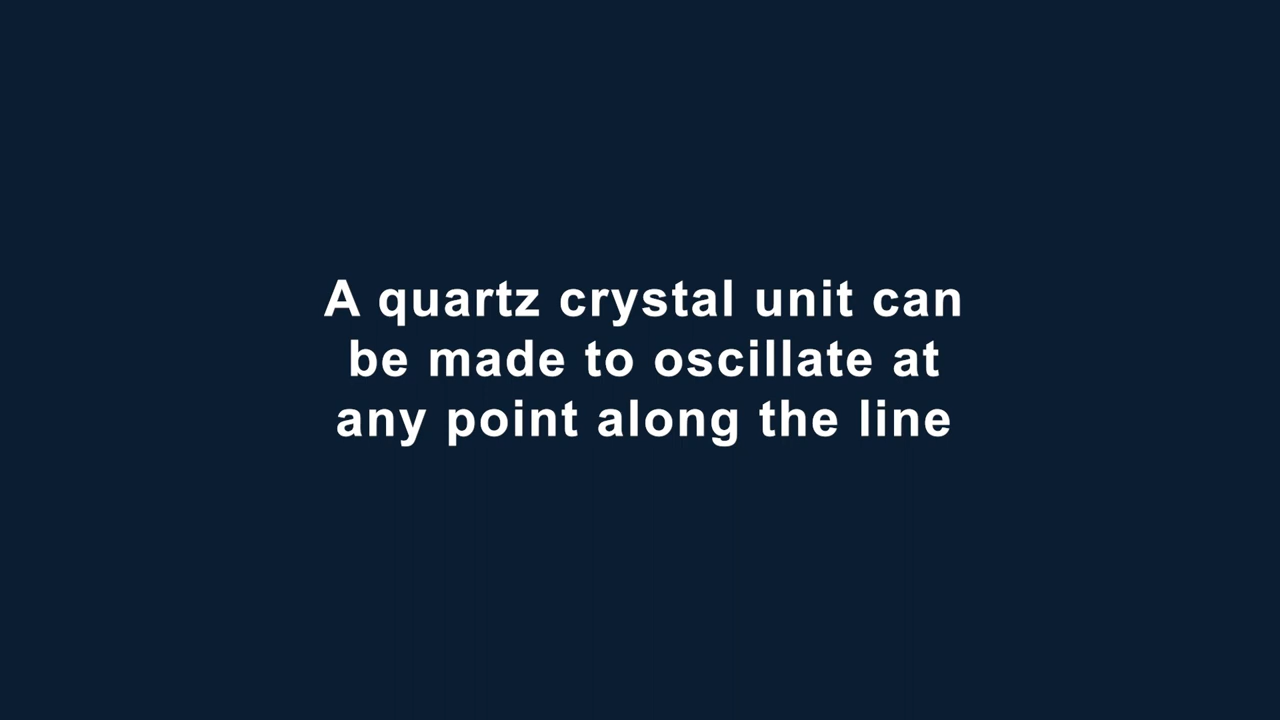 A quartz crystal unit can
be made to oscillate at
any point along the line